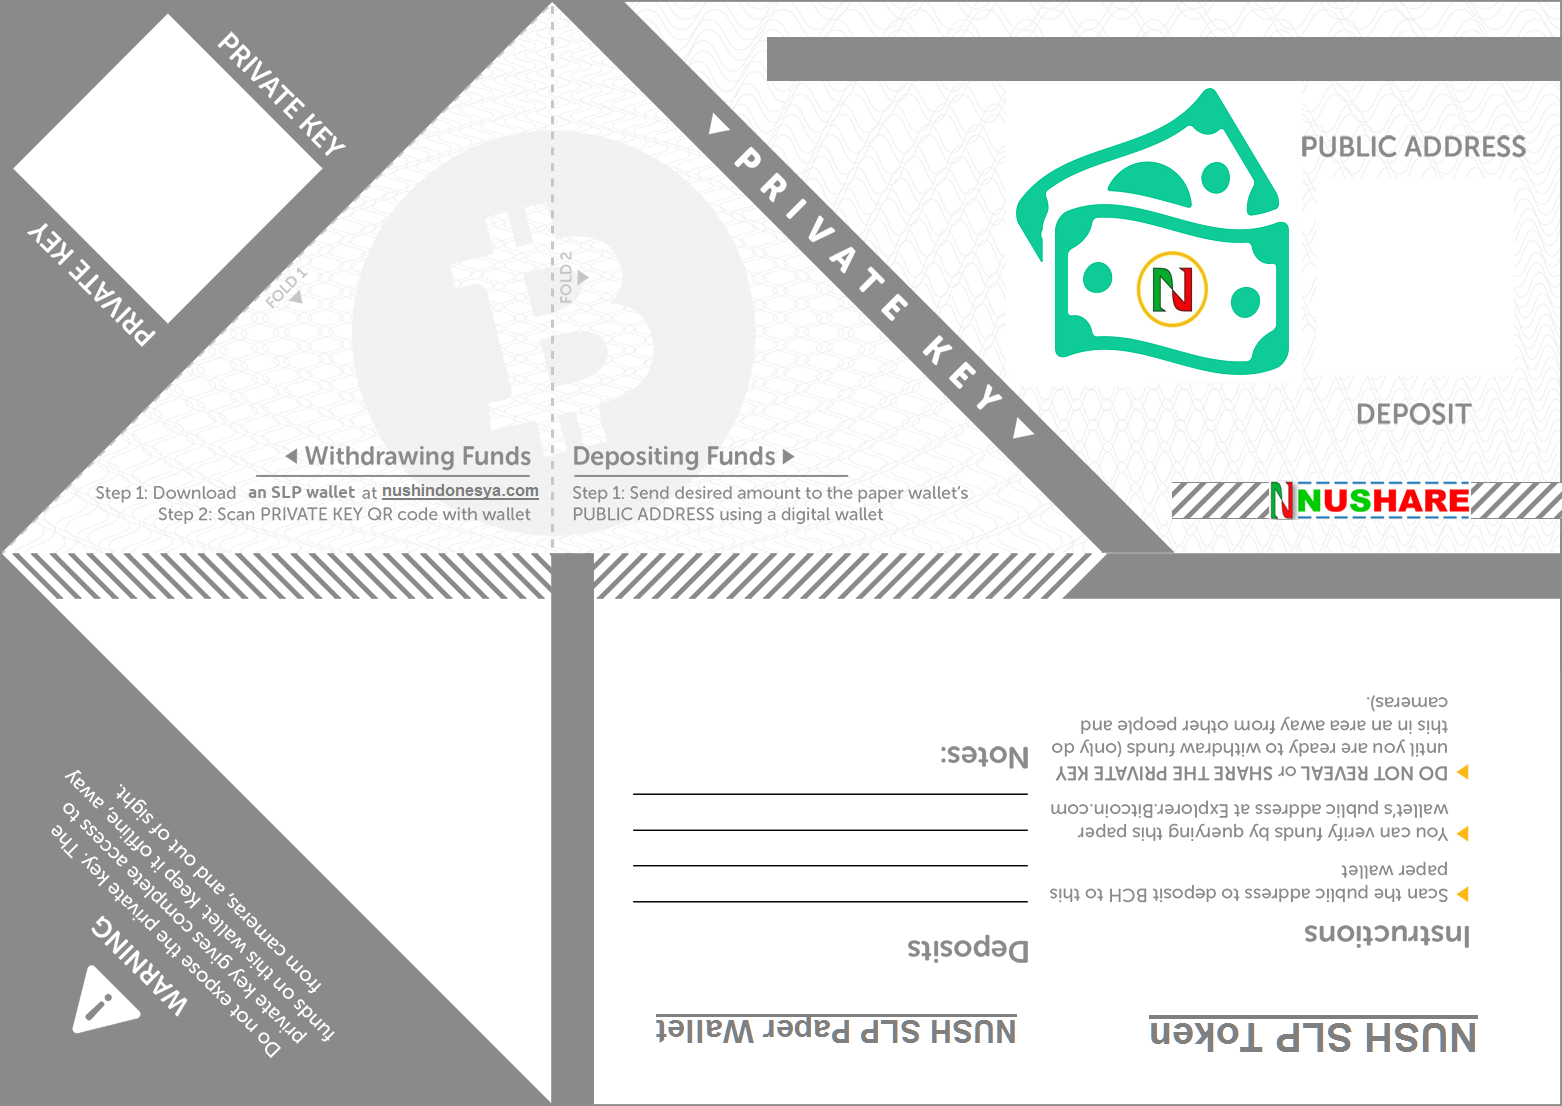 PRIVATE KEY
PRIVATE KEY
FOLD 1
FOLD 2
PRIVATE KEY
PUBLIC ADDRESS
DEPOSIT
NUSHARE
Withdrawing Funds
Step 1: Download an SLP wallet at nushindonesya.com
Step 2: Scan PRIVATE KEY QR code with wallet
Depositing Funds
Step 1: Send desired amount to the paper wallet's
PUBLIC ADDRESS using a digital wallet
WARNING
Do not expose the private key. The
private key gives complete access to
funds on this wallet. Keep it offline, away
from cameras, and out of sight.
NUSH SLP Token
Instructions
Scan the public address to deposit BCH to this
paper wallet
You can verify funds by querying this paper
wallet's public address at Explorer.Bitcoin.com
DO NOT REVEAL or SHARE THE PRIVATE KEY
until you are ready to withdraw funds (only do
this in an area away from other people and
cameras).
NUSH SLP Paper Wallet
Deposits
Notes: